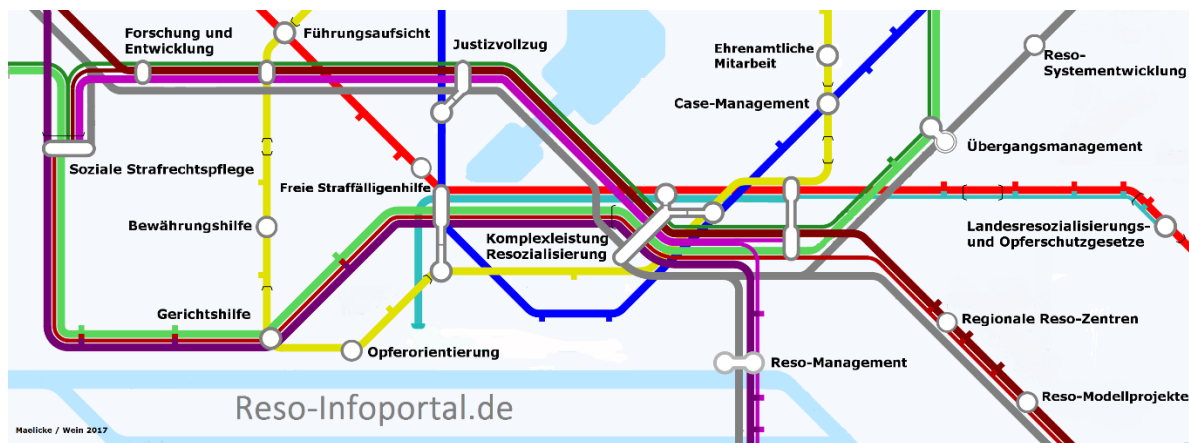 Forschung und
Entwicklung
Führungsaufsicht
Justizvollzug
Ehrenamtliche
Mitarbeit
Reso-
Systementwicklung
Case-Management
Soziale Strafrechtspflege
Freie Straffälligenhilfe
Übergangsmanagement
Bewährungshilfe
Komplexleistung
Resozialisierung
Landesresozialisierungs-
und Opferschutzgesetze
Gerichtshilfe
Opferorientierung
Regionale Reso-Zentren
Reso-Management
Reso-Modellprojekte
Reso-Infoportal.de
Maelicke / Wein 2017